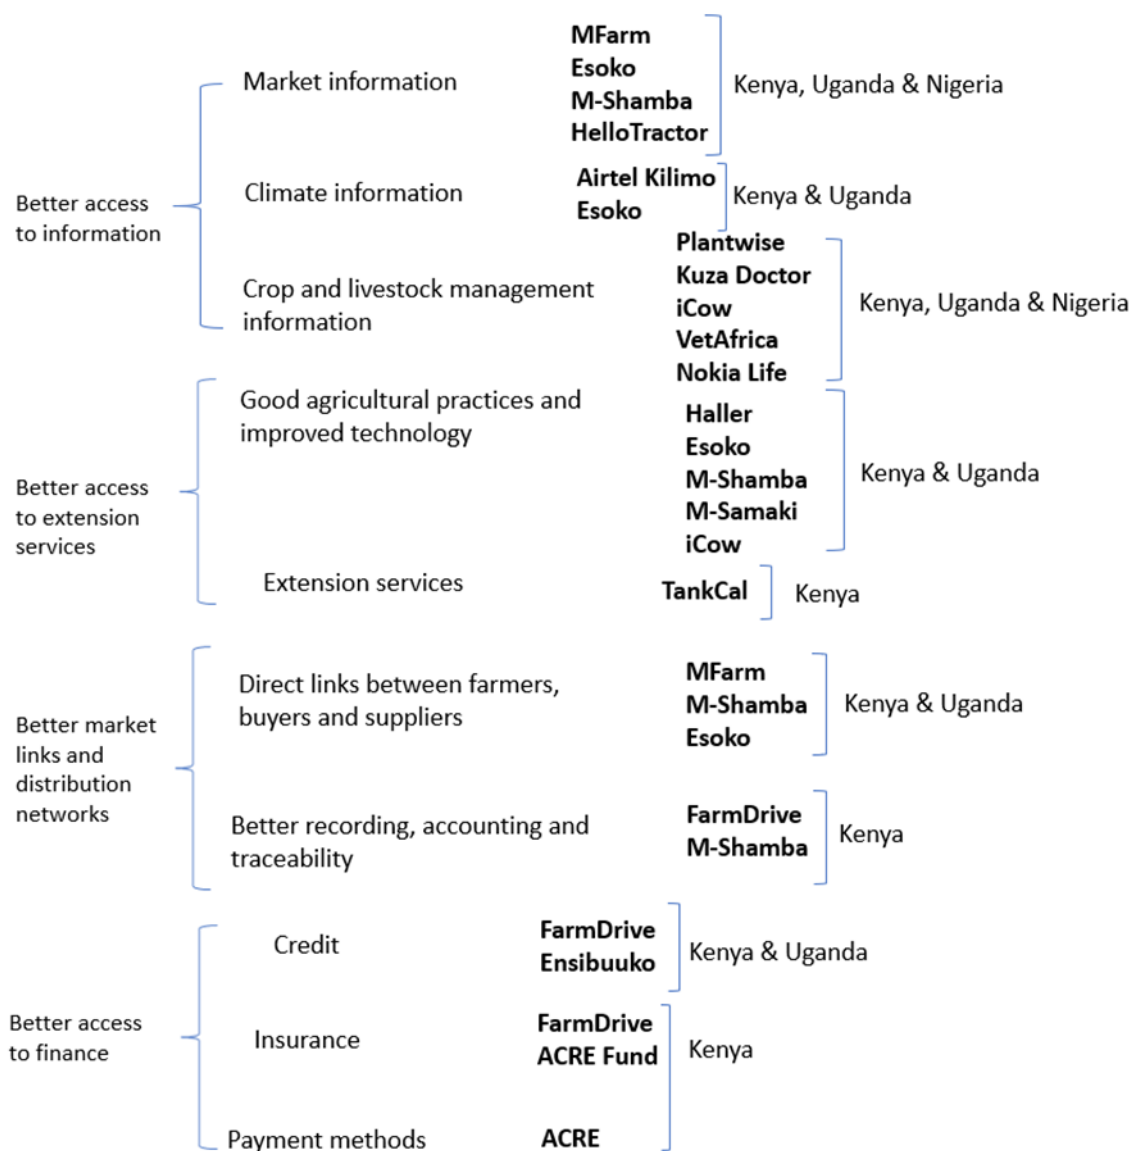 Better access
to information
Market information
MFarm
Esoko
M-Shamba
HelloTractor
Kenya, Uganda & Nigeria
Climate information
Airtel Kilimo
Esoko
Kenya & Uganda
Crop and livestock management
information
Plantwise
Kuza Doctor
iCow
VetAfrica
Nokia Life
Kenya, Uganda & Nigeria
Better access
to extension
services
Good agricultural practices and
improved technology
Haller
Esoko
M-Shamba
M-Samaki
iCow
Kenya & Uganda
Extension services
TankCal
Kenya
Better market
links and
distribution
networks
Direct links between farmers,
buyers and suppliers
MFarm
M-Shamba
Esoko
Kenya & Uganda
Better recording, accounting and
traceability
FarmDrive
M-Shamba
Kenya
Better access
to finance
Credit
FarmDrive
Ensibuuko
Kenya & Uganda
Insurance
FarmDrive
ACRE Fund
Kenya
Payment methods
ACRE